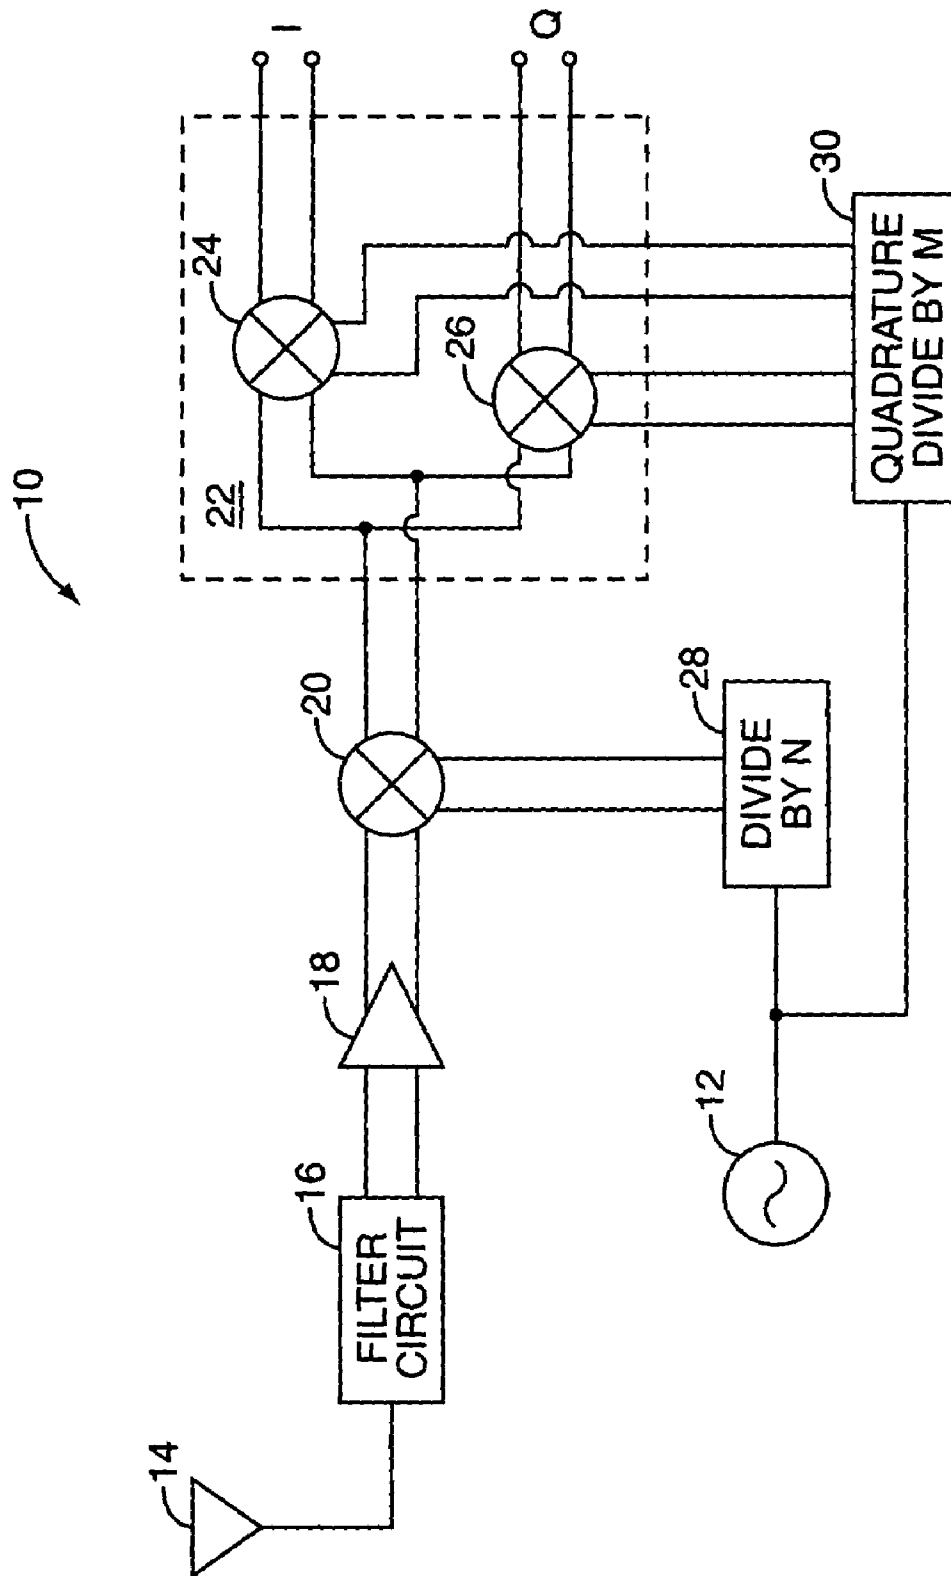 10
14
16
FILTER
CIRCUIT
18
20
22
24
26
I
Q
12
28
DIVIDE
BY N
30
QUADRATURE
DIVIDE BY M